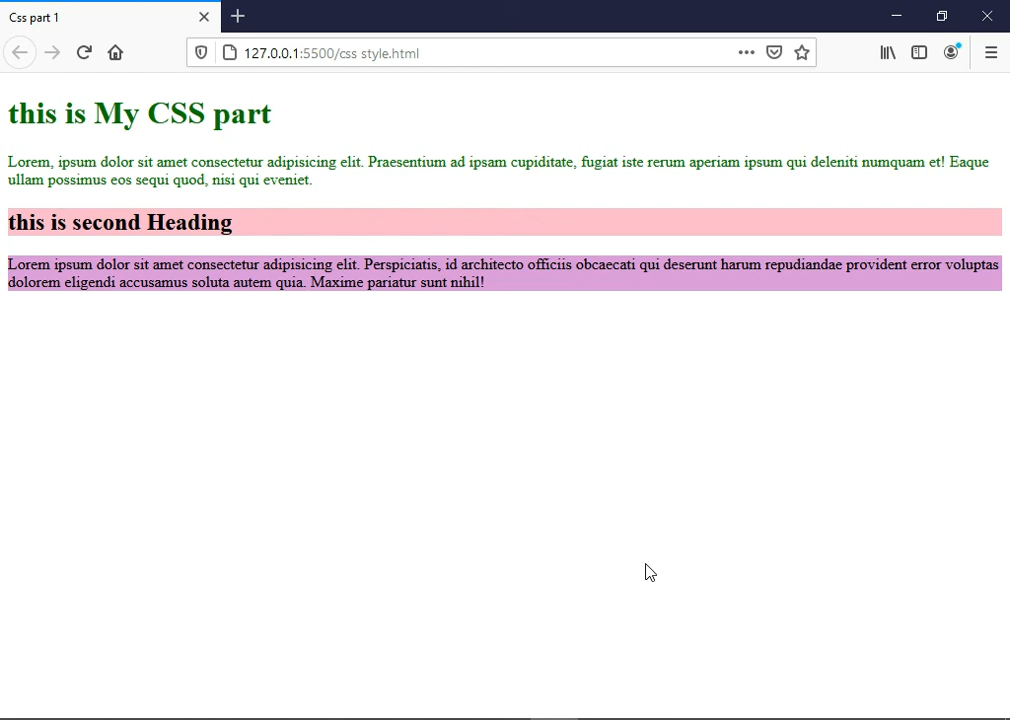 Css part 1
127.0.0.1:5500/css style.html
this is My CSS part
Lorem, ipsum dolor sit amet consectetur adipisicing elit. Praesentium ad ipsam cupiditate, fugiat iste rerum aperiam ipsum qui deleniti numquam et! Eaque
ullam possimus eos sequi quod, nisi qui eveniet.
this is second Heading
Lorem ipsum dolor sit amet consectetur adipisicing elit. Perspiciatis, id architecto officiis obcaecati qui deserunt harum repudiandae provident error voluptas
dolorem eligendi accusamus soluta autem quia. Maxime pariatur sunt nihil!